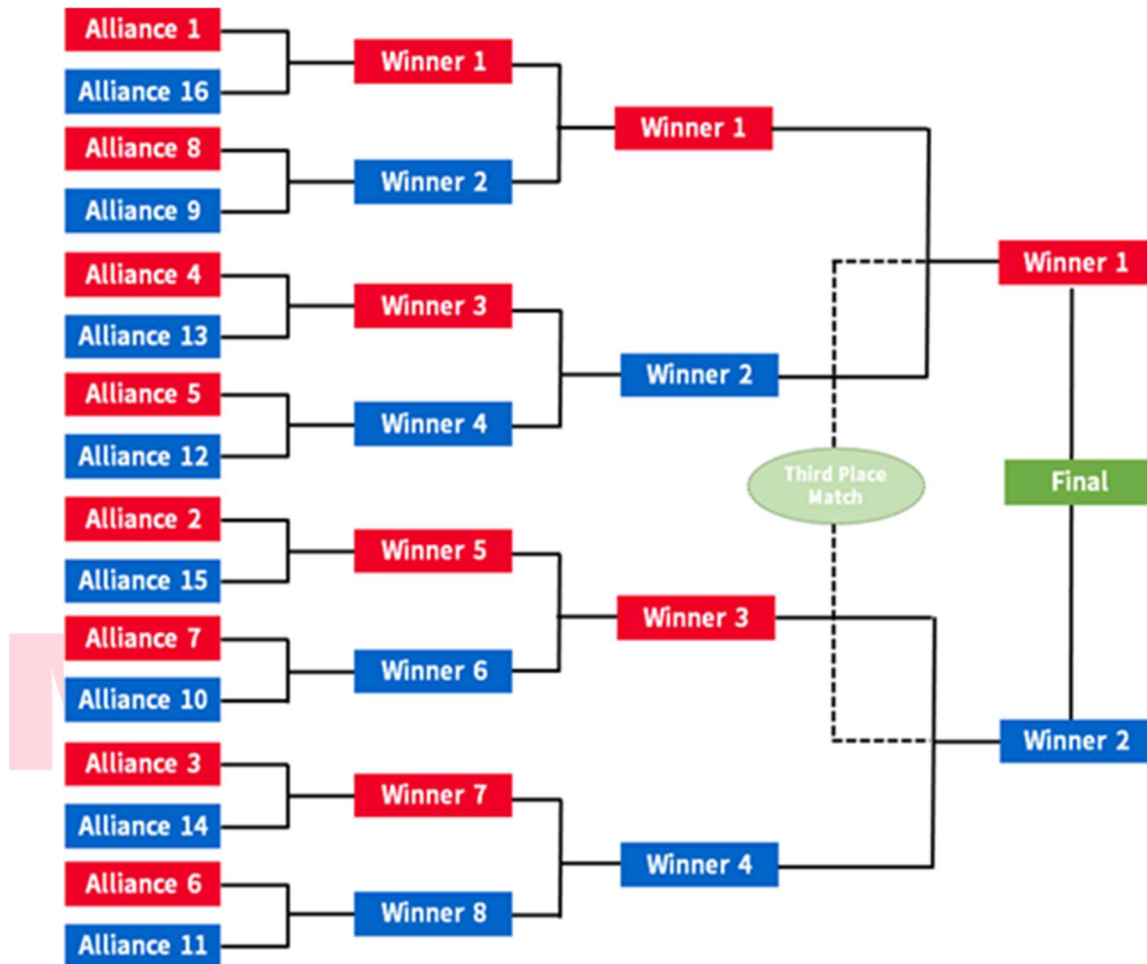 Alliance 1
Alliance 16
Alliance 8
Alliance 9
Alliance 4
Alliance 13
Alliance 5
Alliance 12
Alliance 2
Alliance 15
Alliance 7
Alliance 10
Alliance 3
Alliance 14
Alliance 6
Alliance 11
Winner 1
Winner 2
Winner 3
Winner 4
Winner 5
Winner 6
Winner 7
Winner 8
Winner 1
Winner 2
Winner 3
Winner 4
Third Place
Match
Winner 1
Final
Winner 2